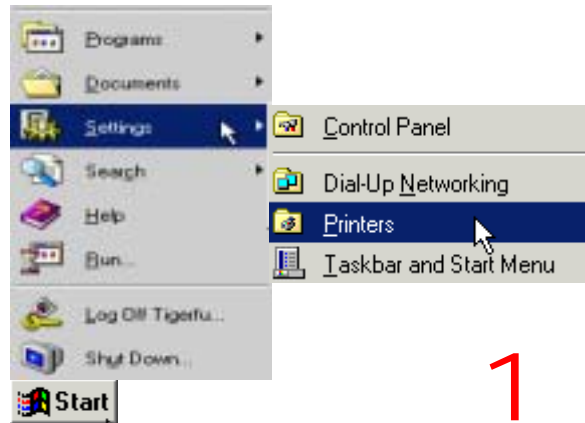 Programs
Documents
Settings
Search
Help
Run...
Log Off Tigerfu...
Shut Down...
Start
Control Panel
Dial-Up Networking
Printers
Taskbar and Start Menu
1